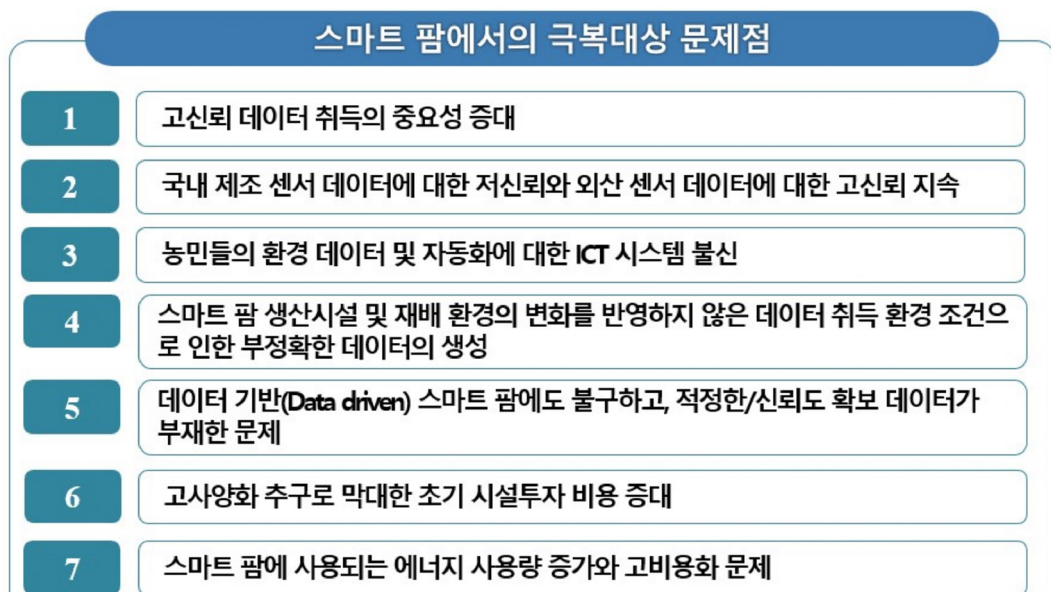 스마트 팜에서의 극복대상 문제점
1
고신뢰 데이터 취득의 중요성 증대
2
국내 제조 센서 데이터에 대한 저신뢰와 외산 센서 데이터에 대한 고신뢰 지속
3
농민들의 환경 데이터 및 자동화에 대한 ICT 시스템 불신
4
스마트 팜 생산시설 및 재배 환경의 변화를 반영하지 않은 데이터 취득 환경 조건으
로 인한 부정확한 데이터의 생성
5
데이터 기반(Data driven) 스마트 팜에도 불구하고, 적정한/신뢰도 확보 데이터가
부재한 문제
6
고사양화 추구로 막대한 초기 시설투자 비용 증대
7
스마트 팜에 사용되는 에너지 사용량 증가와 고비용화 문제